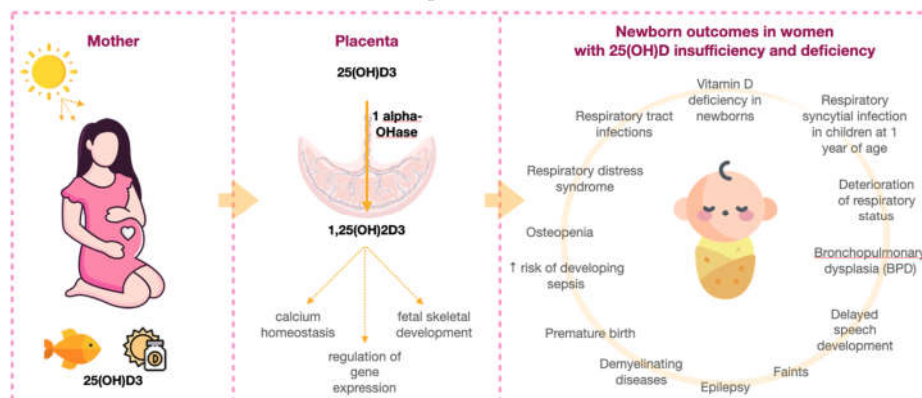 Mother
25(OH)D3
Placenta
25(OH)D3
1 alpha-
OHase
1,25(OH)2D3
calcium
homeostasis
fetal skeletal
development
regulation of
gene
expression
Newborn outcomes in women
with 25(OH)D insufficiency and deficiency
Vitamin D
deficiency in
newborns
Respiratory
syncytial infection
in children at 1
year of age
Deterioration
of respiratory
status
Bronchopulmonary
dysplasia (BPD)
Delayed
speech
development
Faints
Epilepsy
Demyelinating
diseases
Premature birth
↑ risk of developing
sepsis
Osteopenia
Respiratory distress
syndrome
Respiratory tract
infections